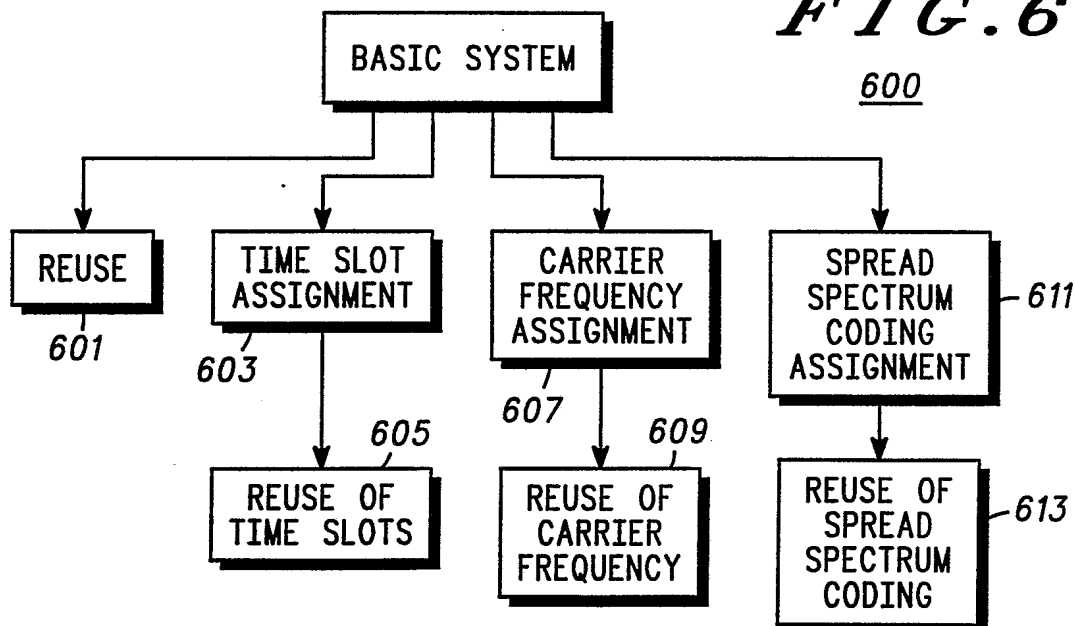 FIG.6
600
BASIC SYSTEM
REUSE
601
TIME SLOT
ASSIGNMENT
603
CARRIER
FREQUENCY
ASSIGNMENT
607
SPREAD
SPECTRUM
CODING
ASSIGNMENT
611
605
REUSE OF
TIME SLOTS
609
REUSE OF
CARRIER
FREQUENCY
REUSE OF
SPREAD
SPECTRUM
CODING
613